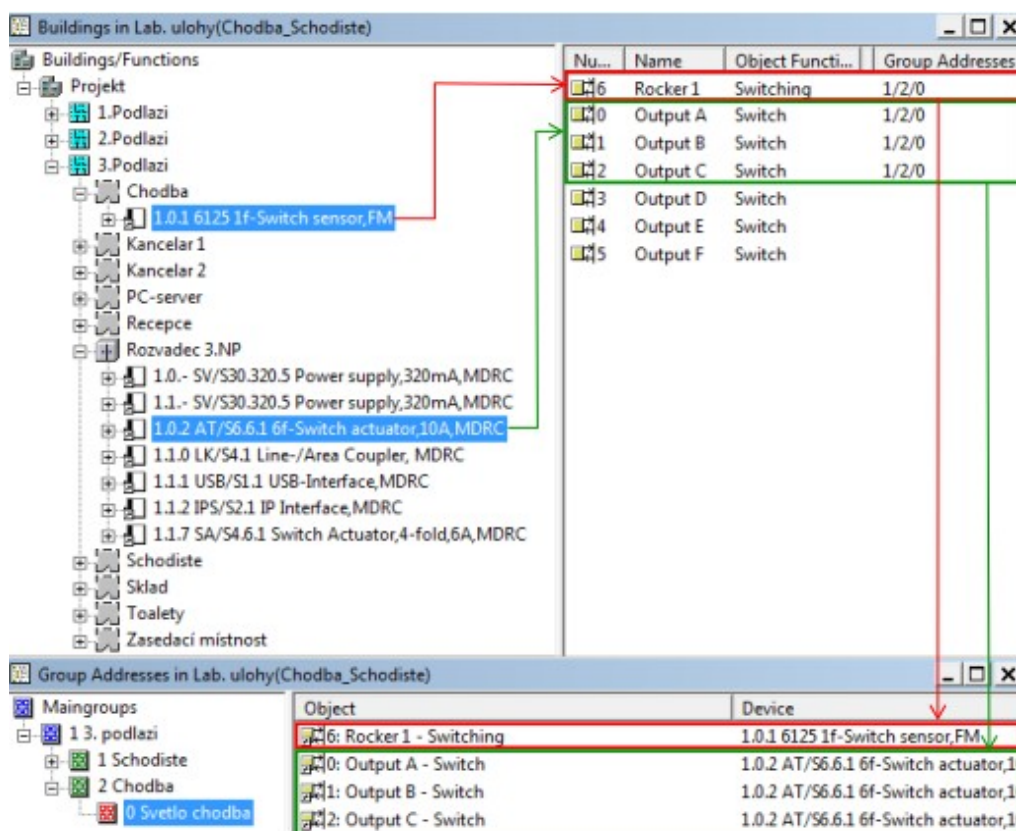 Buildings in Lab. ulohy(Chodba_Schodiste)
Buildings/Functions
Projekt
1.Podlazi
2.Podlazi
3.Podlazi
Chodba
1.0.1 6125 1f-Switch sensor,FM
Kancelar 1
Kancelar 2
PC-server
Recepce
Rozvadec 3.NP
1.0.- SV/S30.320.5 Power supply,320mA,MDRC
1.1.- SV/S30.320.5 Power supply,320mA,MDRC
1.0.2 AT/S6.6.1 6f-Switch actuator,10A,MDRC
1.1.0 LK/S4.1 Line-/Area Coupler, MDRC
1.1.1 USB/S1.1 USB-Interface,MDRC
1.1.2 IPS/S2.1 IP Interface,MDRC
1.1.7 SA/S4.6.1 Switch Actuator,4-fold,6A,MDRC
Schodiste
Sklad
Toalety
Zasedací místnost
Nu... Name Object Functi... Group Addresses
6 Rocker 1 Switching 1/2/0
0 Output A Switch 1/2/0
1 Output B Switch 1/2/0
2 Output C Switch 1/2/0
3 Output D Switch
4 Output E Switch
5 Output F Switch
Group Addresses in Lab. ulohy(Chodba_Schodiste)
Maingroups
1 3. podlazi
1 Schodiste
2 Chodba
0 Svetlo chodba
Object Device
6: Rocker 1 - Switching 1.0.1 6125 1f-Switch sensor,FM
0: Output A - Switch 1.0.2 AT/S6.6.1 6f-Switch actuator,1
1: Output B - Switch 1.0.2 AT/S6.6.1 6f-Switch actuator,1
2: Output C - Switch 1.0.2 AT/S6.6.1 6f-Switch actuator,1